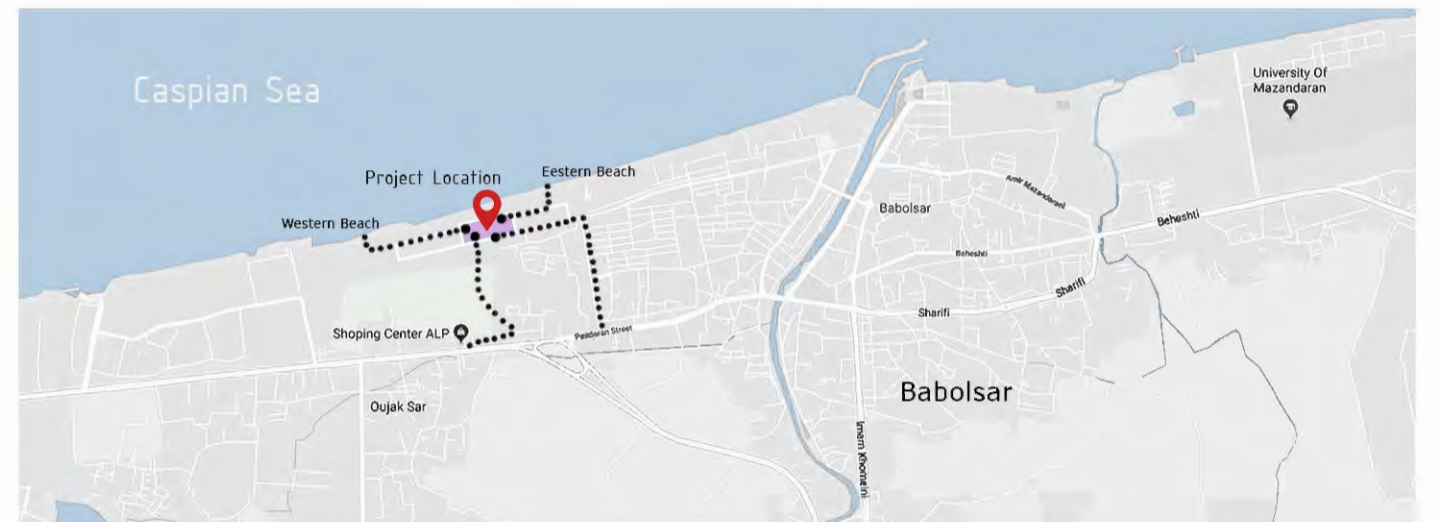 Caspian Sea
University Of
Mazandaran
Project Location
Eestern Beach
Western Beach
Amir Mazanderani
Babolsar
Beheshti
Beheshti
Sharifi
Sharifi
Shoping Center ALP
Pasdaran Street
Babolsar
Oujak Sar
Imam Khomeini